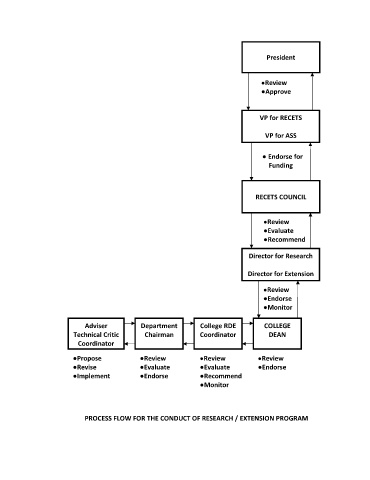 President
●Review
●Approve
VP for RECETS
VP for ASS
● Endorse for
Funding
RECETS COUNCIL
●Review
●Evaluate
●Recommend
Director for Research
Director for Extension
●Review
●Endorse
●Monitor
Adviser
Technical Critic
Coordinator
Department
Chairman
College RDE
Coordinator
COLLEGE
DEAN
●Propose
●Revise
●Implement
●Review
●Evaluate
●Endorse
●Review
●Evaluate
●Recommend
●Monitor
●Review
●Endorse
PROCESS FLOW FOR THE CONDUCT OF RESEARCH / EXTENSION PROGRAM